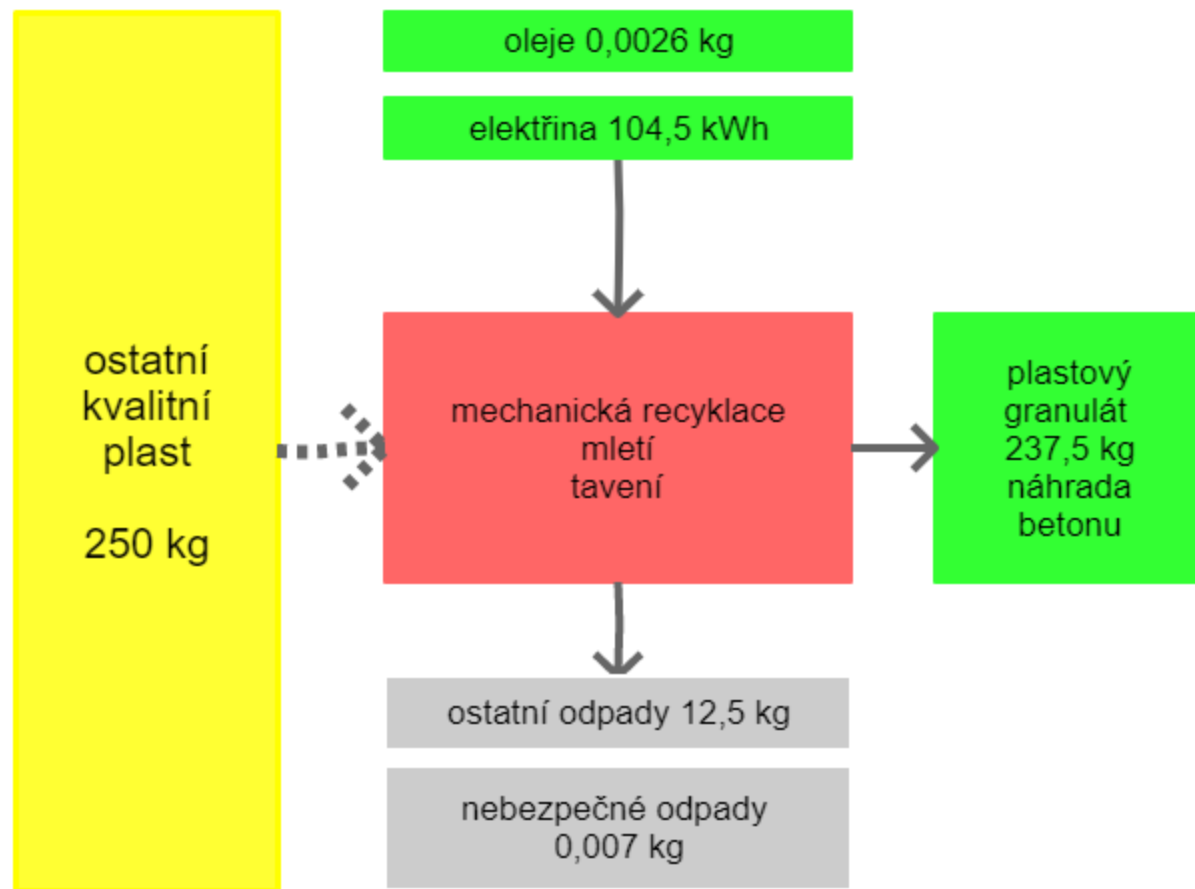 oleje 0,0026 kg
elektřina 104,5 kWh
ostatní
kvalitní
plast
250 kg
mechanická recyklace
mletí
tavení
plastový
granulát
237,5 kg
náhrada
betonu
ostatní odpady 12,5 kg
nebezpečné odpady
0,007 kg